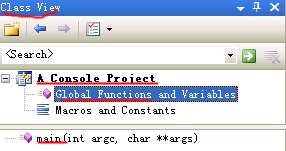 Class View
<Search>
A Console Project
Global Functions and Variables
Macros and Constants
main(int argc, char **args)